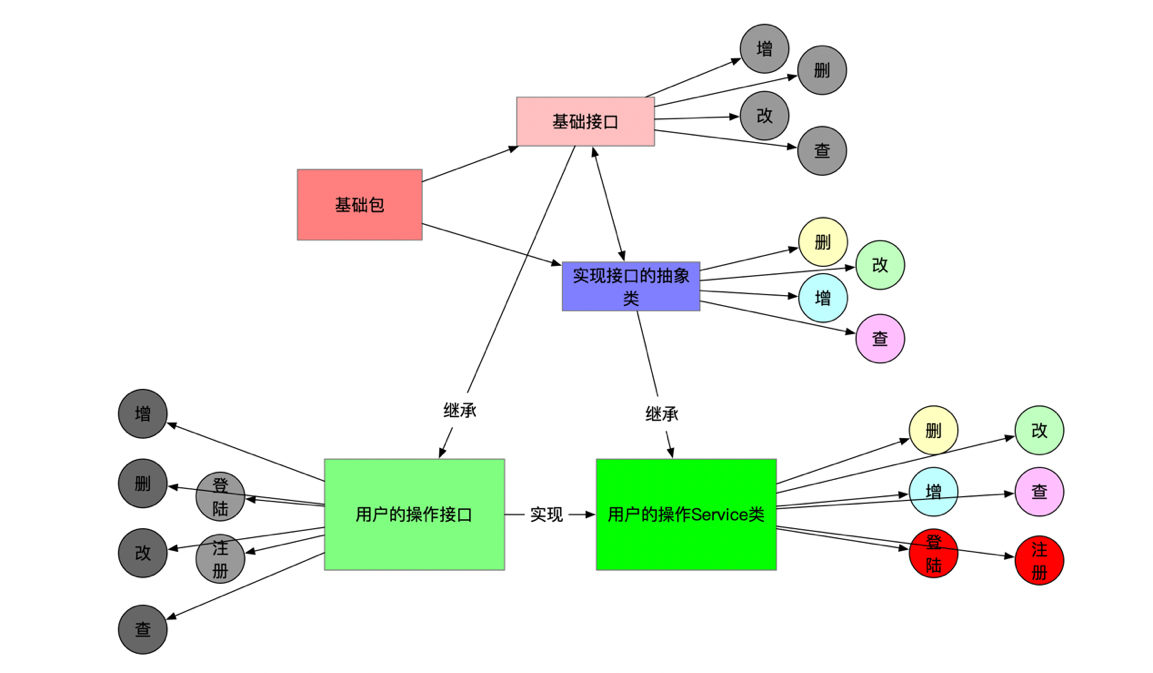 增
删
基础接口
改
查
基础包
删
改
实现接口的抽象
类
增
查
继承
继承
增
删
改
删
登
陆
用户的操作接口
实现
用户的操作Service类
增
查
改
注
册
登
陆
注
册
查